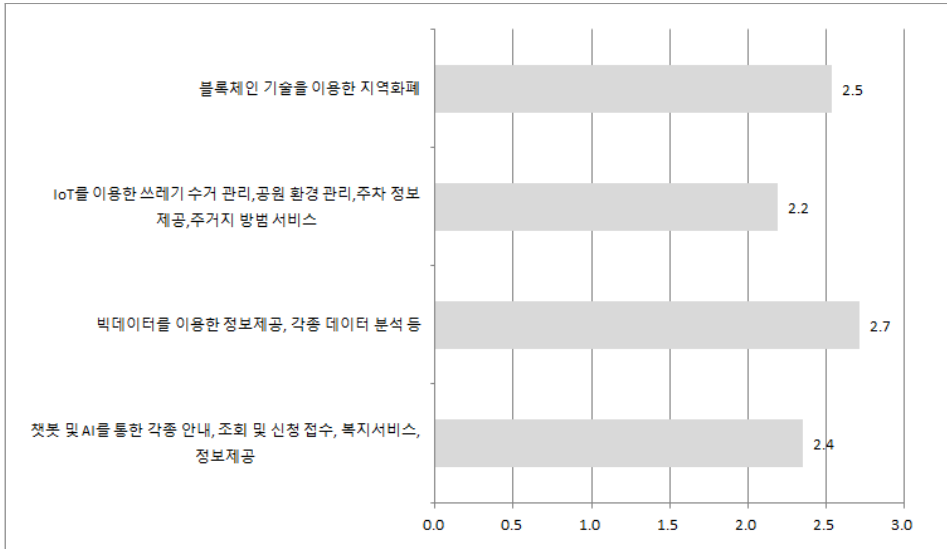 블록체인 기술을 이용한 지역화폐
2.5
IoT를 이용한 쓰레기 수거 관리,공원 환경 관리,주차 정보
제공,주거지 방범 서비스
2.2
빅데이터를 이용한 정보제공, 각종 데이터 분석 등
2.7
챗봇 및 AI를 통한 각종 안내, 조회 및 신청 접수, 복지서비스,
정보제공
2.4
0.0 0.5 1.0 1.5 2.0 2.5 3.0